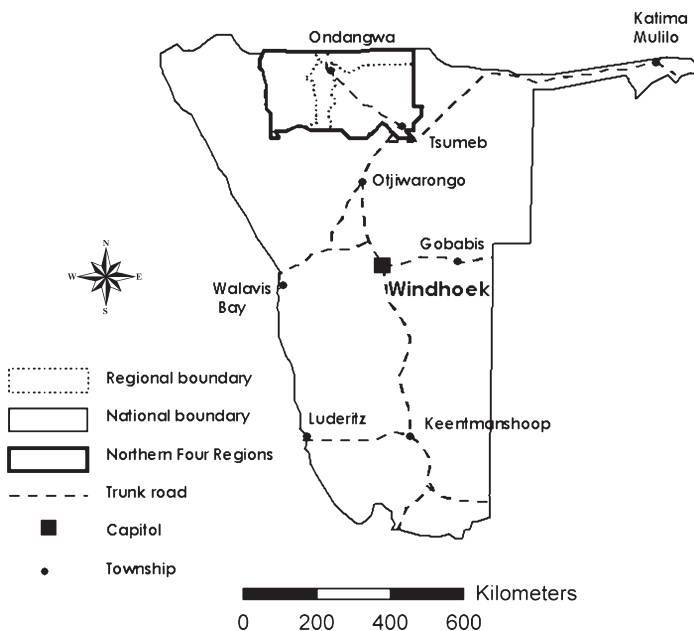 Katima
Mulilo
Ondangwa
Tsumeb
Otjiwarongo
Gobabis
N
W E
S
Walavis
Bay
Windhoek
Regional boundary
National boundary
Luderitz
Keentmanshoop
Northern Four Regions
Trunk road
Capitol
Township
Kilometers
0 200 400 600